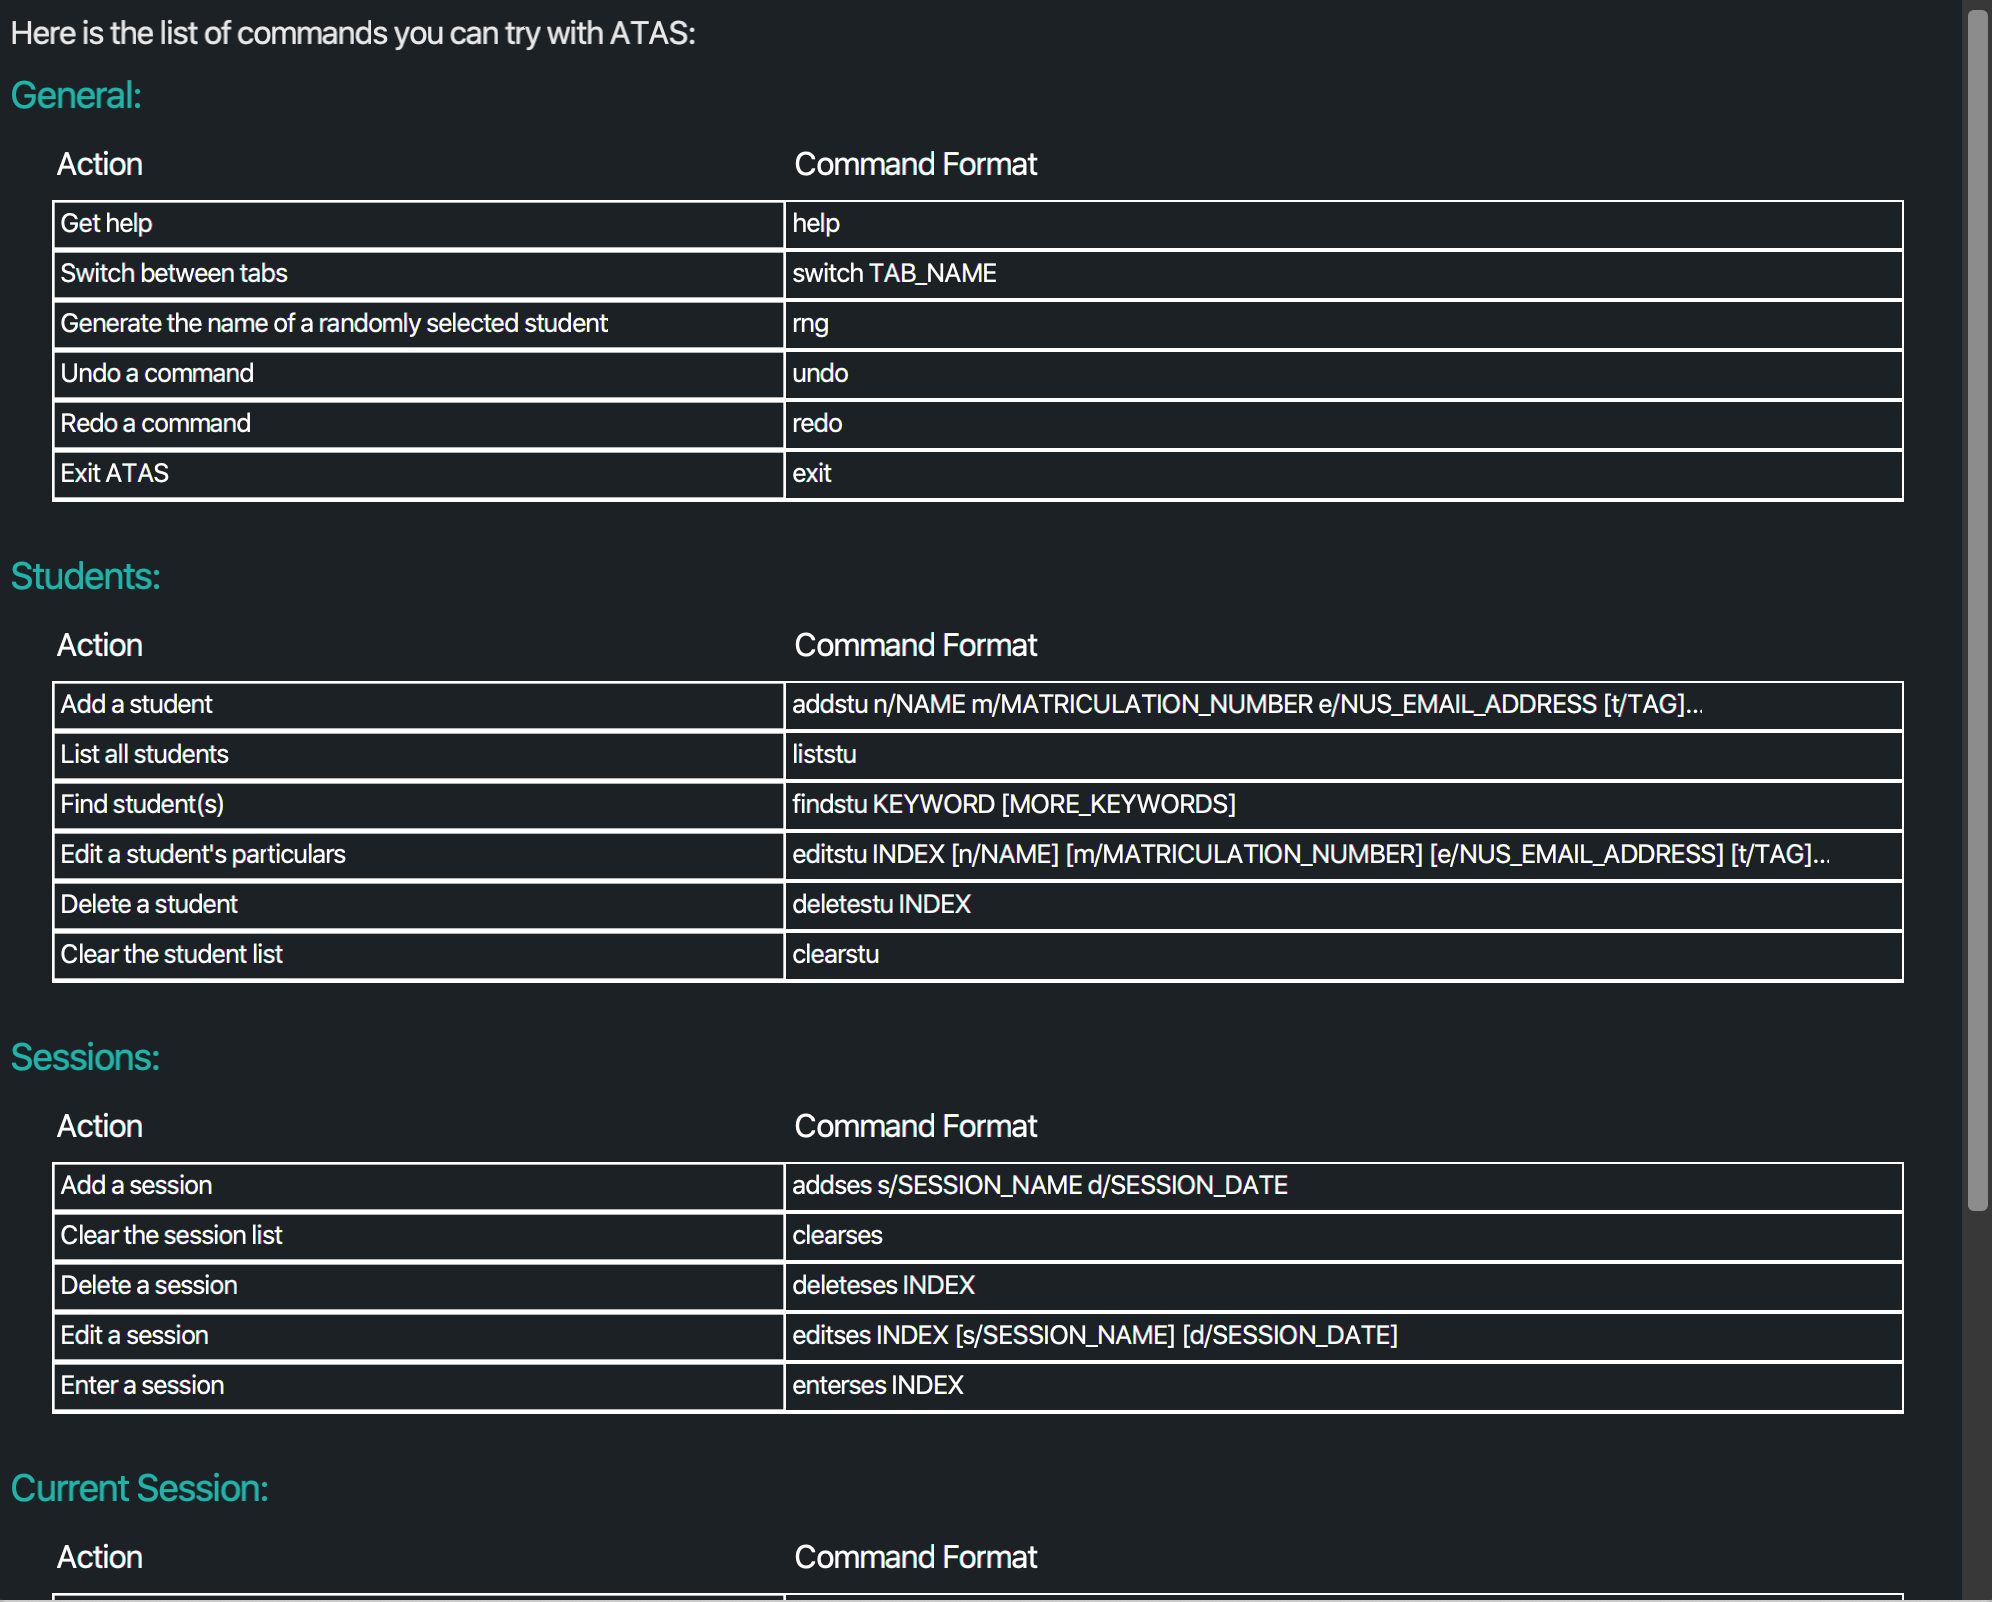 Here is the list of commands you can try with ATAS:
General:
Action Command Format
Get help help
Switch between tabs switch TAB_NAME
Generate the name of a randomly selected student rng
Undo a command undo
Redo a command redo
Exit ATAS exit
Students:
Action Command Format
Add a student addstu n/NAME m/MATRICULATION_NUMBER e/NUS_EMAIL_ADDRESS [t/TAG]...
List all students liststu
Find student(s) findstu KEYWORD [MORE_KEYWORDS]
Edit a student's particulars editstu INDEX [n/NAME] [m/MATRICULATION_NUMBER] [e/NUS_EMAIL_ADDRESS] [t/TAG]...
Delete a student deletestu INDEX
Clear the student list clearstu
Sessions:
Action Command Format
Add a session addses s/SESSION_NAME d/SESSION_DATE
Clear the session list clearses
Delete a session deleteses INDEX
Edit a session editses INDEX [s/SESSION_NAME] [d/SESSION_DATE]
Enter a session enterses INDEX
Current Session:
Action Command Format